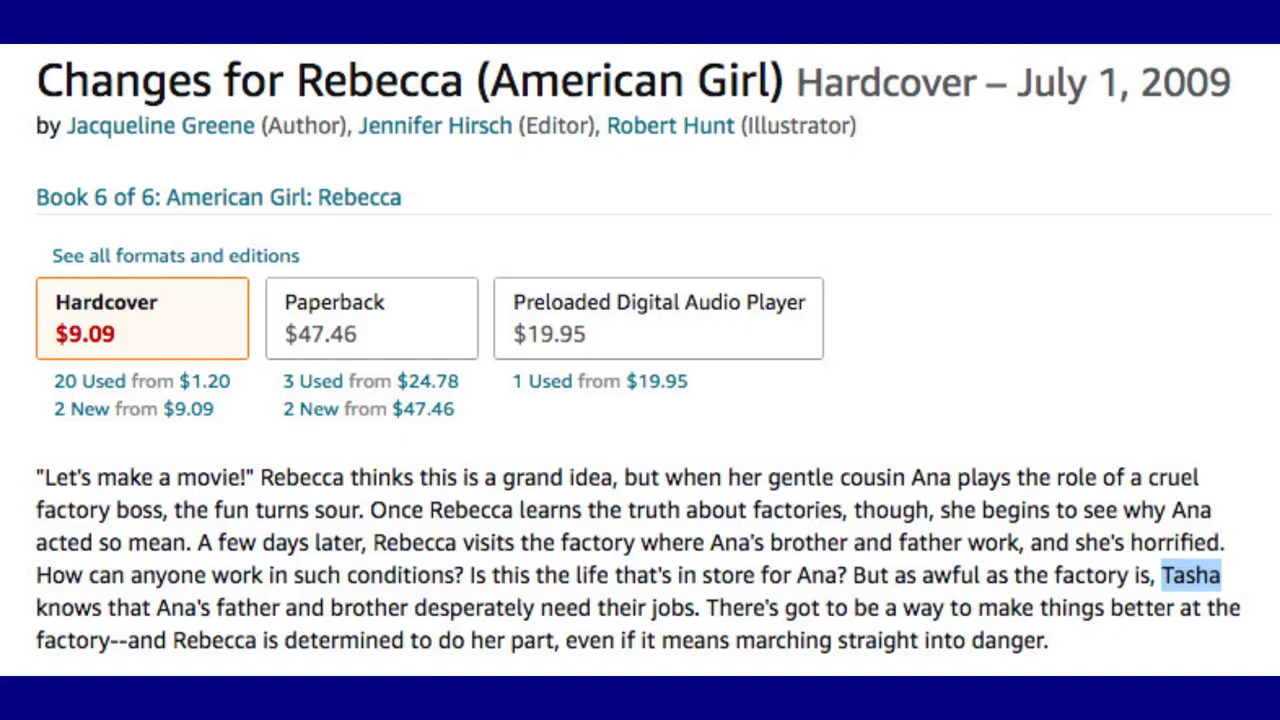 Changes for Rebecca (American Girl) Hardcover – July 1, 2009
by Jacqueline Greene (Author), Jennifer Hirsch (Editor), Robert Hunt (Illustrator)
Book 6 of 6: American Girl: Rebecca
See all formats and editions
Hardcover Paperback Preloaded Digital Audio Player
$9.09 $47.46 $19.95
20 Used from $1.20 3 Used from $24.78 1 Used from $19.95
2 New from $9.09 2 New from $47.46
"Let's make a movie!" Rebecca thinks this is a grand idea, but when her gentle cousin Ana plays the role of a cruel
factory boss, the fun turns sour. Once Rebecca learns the truth about factories, though, she begins to see why Ana
acted so mean. A few days later, Rebecca visits the factory where Ana's brother and father work, and she's horrified.
How can anyone work in such conditions? Is this the life that's in store for Ana? But as awful as the factory is, Tasha
knows that Ana's father and brother desperately need their jobs. There's got to be a way to make things better at the
factory--and Rebecca is determined to do her part, even if it means marching straight into danger.